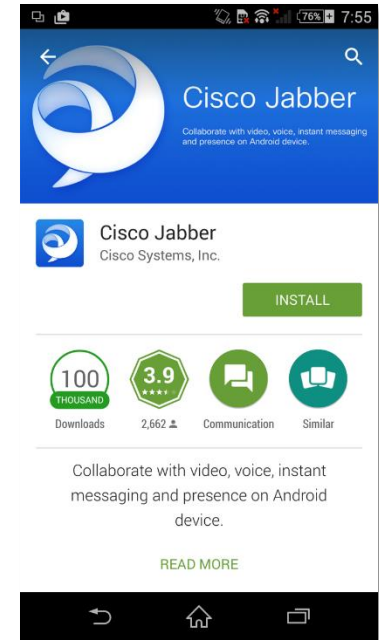 76% 7:55
Cisco Jabber
Collaborate with video, voice, instant messaging
and presence on Android device.
Cisco Jabber
Cisco Systems, Inc.
INSTALL
100
THOUSAND
Downloads
3.9
2,662
Communication
Similar
Collaborate with video, voice, instant
messaging and presence on Android
device.
READ MORE